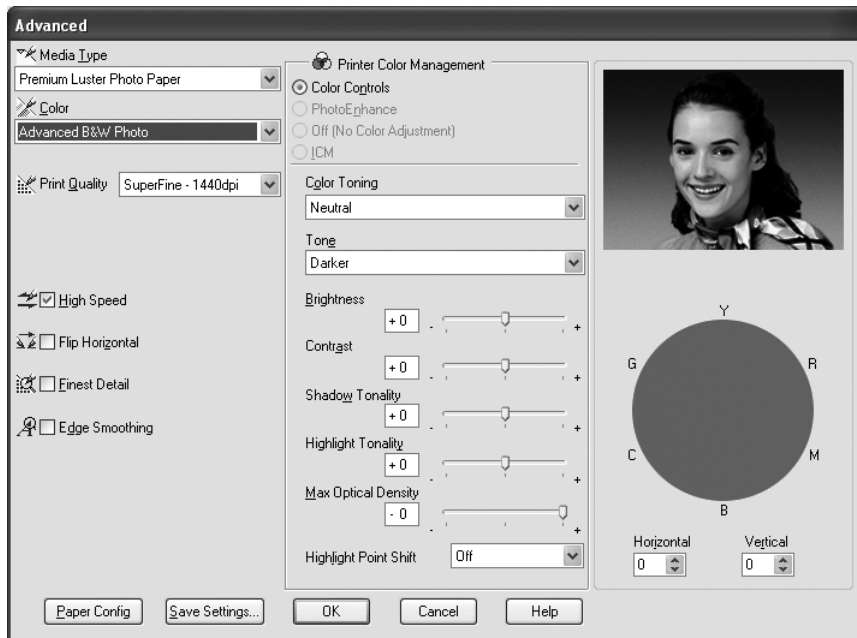 Advanced
Media Type
Premium Luster Photo Paper
Color
Advanced B&W Photo
Print Quality SuperFine - 1440dpi
High Speed
Flip Horizontal
Finest Detail
Edge Smoothing
Printer Color Management
Color Controls
PhotoEnhance
Off (No Color Adjustment)
ICM
Color Toning
Neutral
Tone
Darker
Brightness
+ 0 - +
Contrast
+ 0 - +
Shadow Tonality
+ 0 - +
Highlight Tonality
+ 0 - +
Max Optical Density
- 0 - +
Highlight Point Shift Off
Y
G R
C M
B
Horizontal Vertical
0 0
Paper Config Save Settings... OK Cancel Help